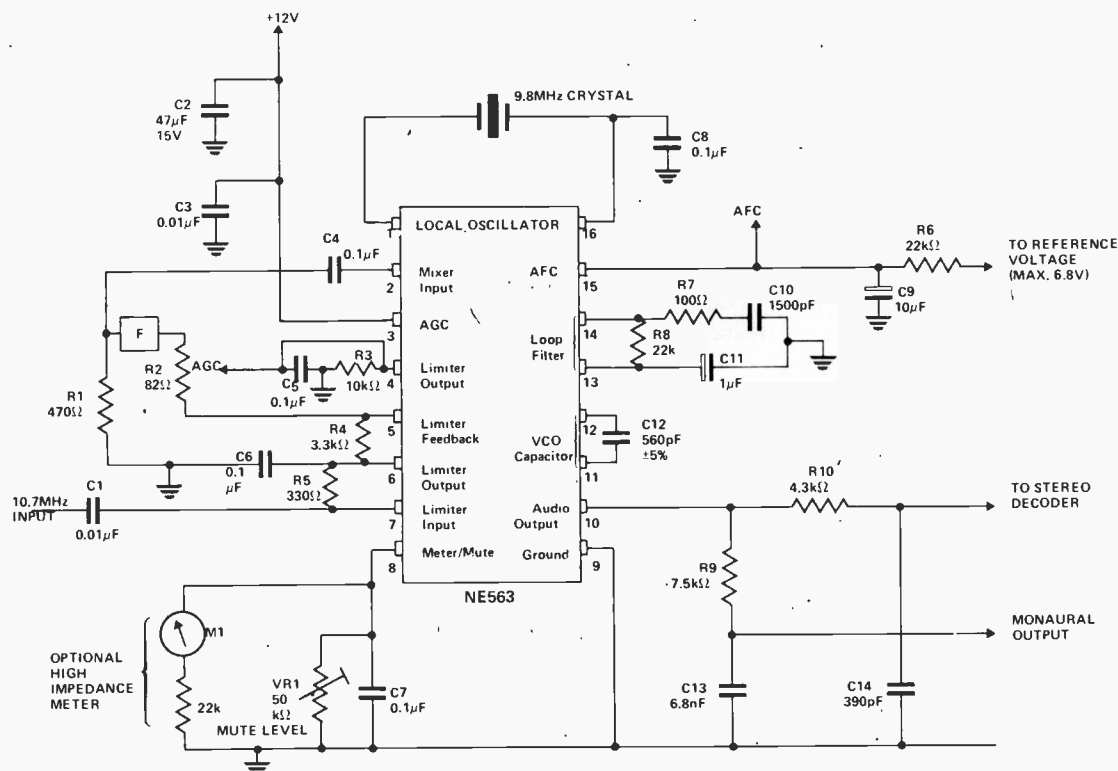 +12V
C2
47µF
15V
9.8MHz CRYSTAL
C8
0.1µF
C3
0.01µF
C4
0.1µF
LOCAL OSCILLATOR
1
16
Mixer
Input
2
AFC
15
AFC
R6
22kΩ
TO REFERENCE
VOLTAGE
(MAX. 6.8V)
C9
10µF
AGC
3
F
R2
82Ω
AGC
C5
0.1µF
R3
10kΩ
Limiter
Output
4
Loop
Filter
14
13
R7
100Ω
C10
1500pF
R8
22k
C11
1µF
R1
470Ω
R4
3.3kΩ
Limiter
Feedback
5
VCO
Capacitor
12
11
C12
560pF
±5%
C6
0.1
µF
R5
330Ω
Limiter
Output
6
10.7MHz
INPUT
C1
0.01µF
Limiter
Input
7
Audio
Output
10
R10
4.3kΩ
TO STEREO
DECODER
Meter/Mute
8
Ground
9
NE563
R9
7.5kΩ
MONAURAL
OUTPUT
M1
OPTIONAL
HIGH
IMPEDANCE
METER
22k
VR1
50
kΩ
MUTE LEVEL
C7
0.1µF
C13
6.8nF
C14
390pF